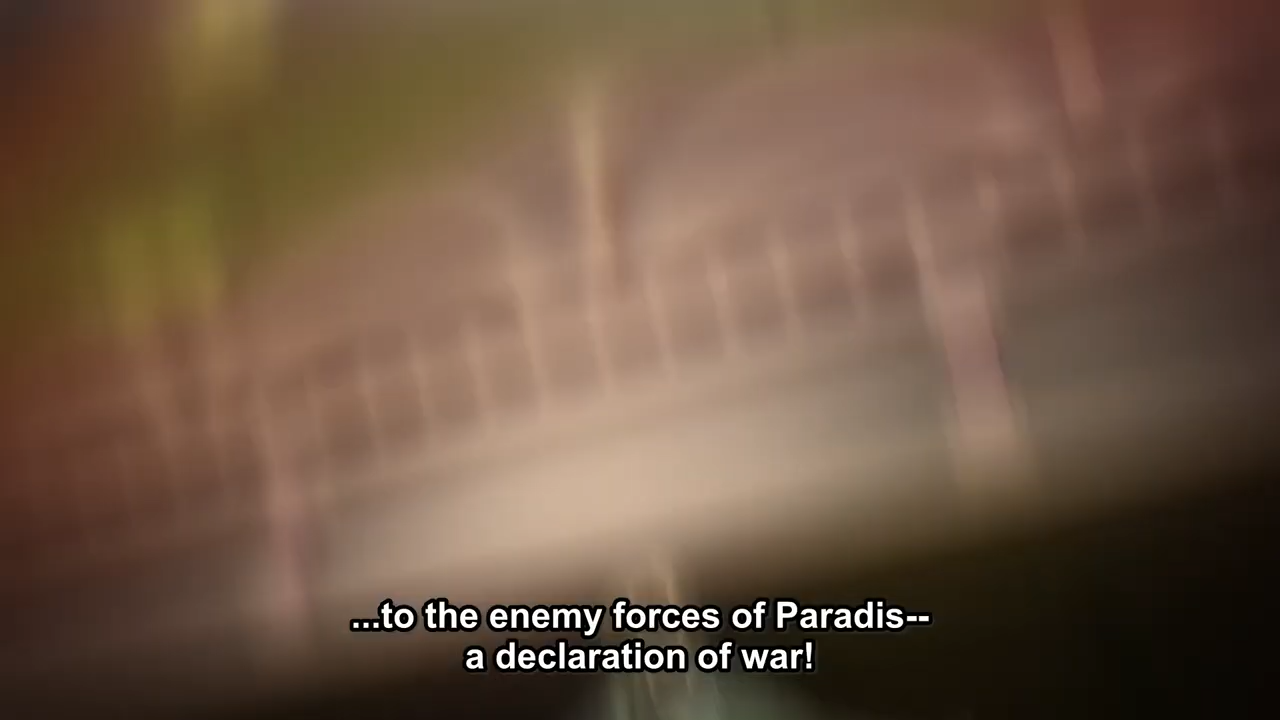 ...to the enemy forces of Paradis--
a declaration of war!